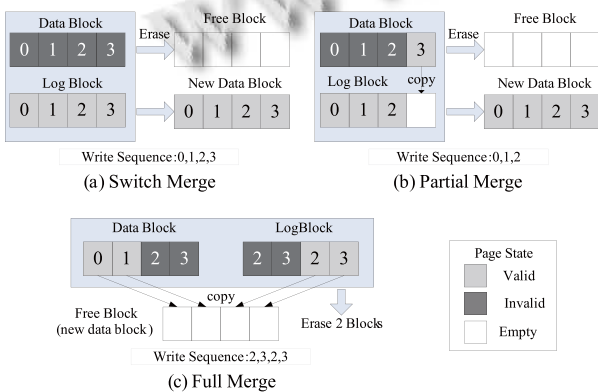 Data Block
Free Block
0 1 2 3
Erase
Log Block
New Data Block
0 1 2 3
0 1 2 3
Write Sequence:0,1,2,3
(a) Switch Merge
Data Block
Free Block
0 1 2 3
Erase
copy
Log Block
New Data Block
0 1 2
0 1 2 3
Write Sequence:0,1,2
(b) Partial Merge
Data Block
LogBlock
0 1 2 3
2 3 2 3
copy
Free Block
(new data block)
Erase 2 Blocks
Write Sequence:2,3,2,3
(c) Full Merge
Page State
Valid
Invalid
Empty